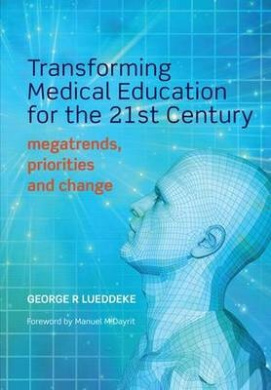 Transforming
Medical Education
for the 21st Century
megatrends,
priorities
and change
GEORGE R LUEDDEKE
Foreword by Manuel M Dayrit